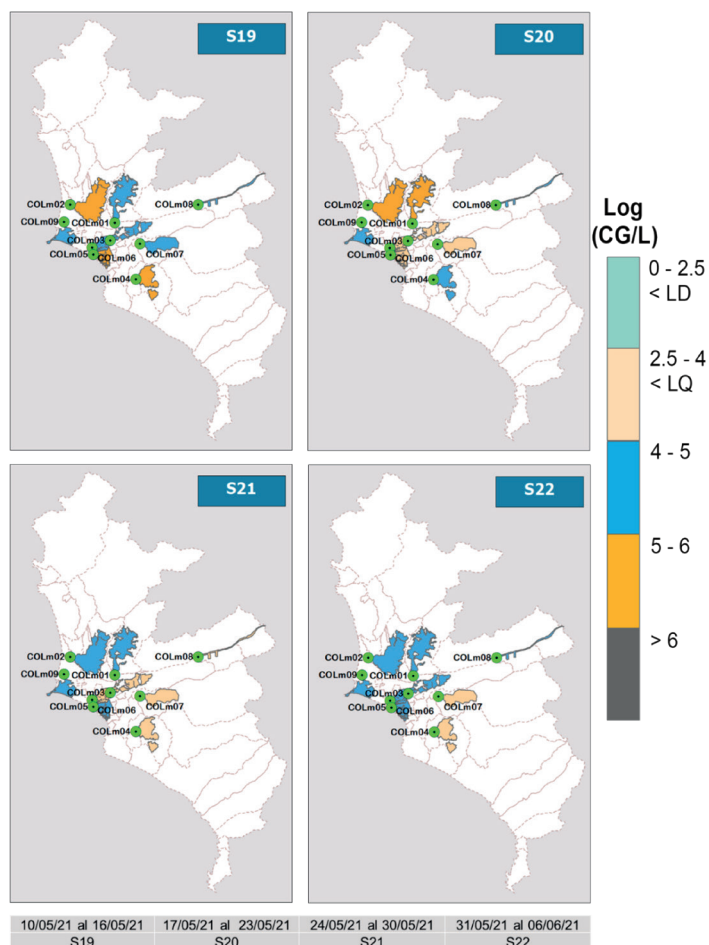 S19
COLm02
COLm08
COLm09
COLm01
COLm03
COLm05
COLm06
COLm07
COLm04
S20
COLm02
COLm08
COLm09
COLm01
COLm03
COLm05
COLm06
COLm07
COLm04
Log
(CG/L)
0 - 2.5
< LD
2.5 - 4
< LQ
4 - 5
5 - 6
> 6
S21
COLm02
COLm08
COLm09
COLm01
COLm03
COLm05
COLm06
COLm07
COLm04
S22
COLm02
COLm08
COLm09
COLm01
COLm03
COLm05
COLm06
COLm07
COLm04
10/05/21 al 16/05/21 17/05/21 al 23/05/21 24/05/21 al 30/05/21 31/05/21 al 06/06/21
S19 S20 S21 S22